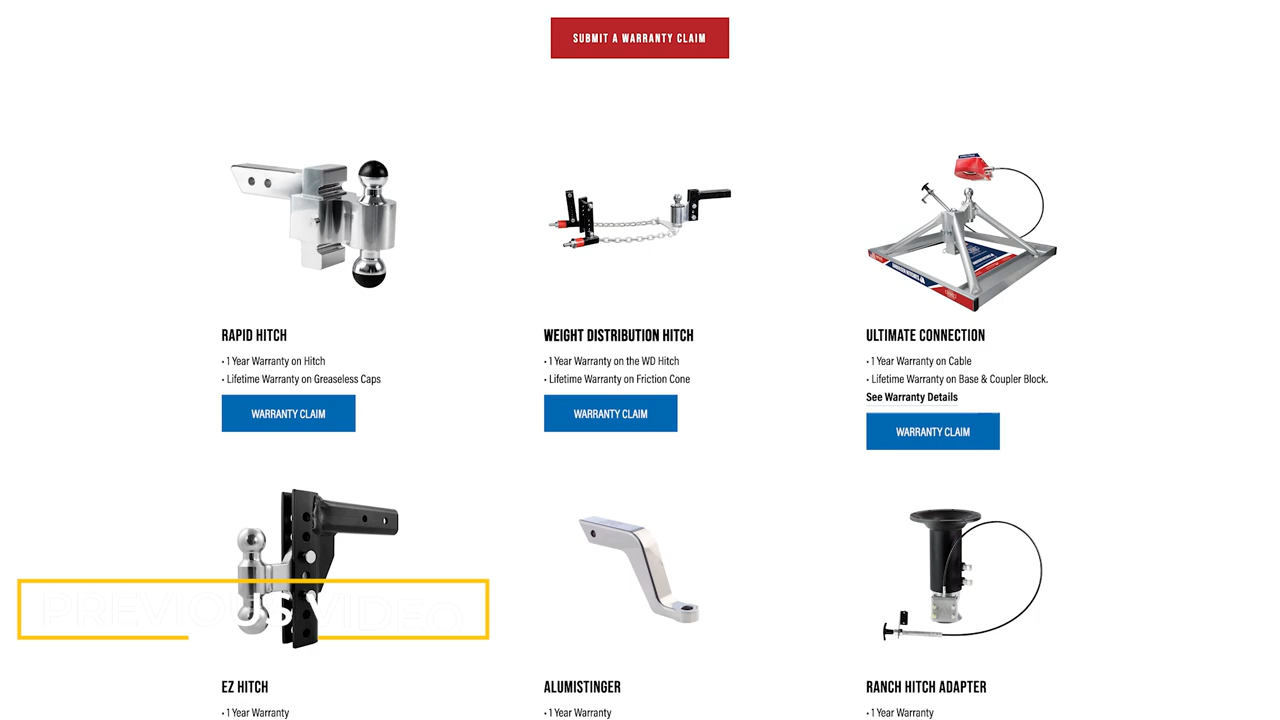 SUBMIT A WARRANTY CLAIM
RAPID HITCH
• 1 Year Warranty on Hitch
• Lifetime Warranty on Greaseless Caps
WARRANTY CLAIM
WEIGHT DISTRIBUTION HITCH
• 1 Year Warranty on the WD Hitch
• Lifetime Warranty on Friction Cone
WARRANTY CLAIM
ULTIMATE CONNECTION
• 1 Year Warranty on Cable
• Lifetime Warranty on Base & Coupler Block.
See Warranty Details
WARRANTY CLAIM
PREVIOUS VIDEO
EZ HITCH
• 1 Year Warranty
ALUMISTINGER
• 1 Year Warranty
RANCH HITCH ADAPTER
• 1 Year Warranty